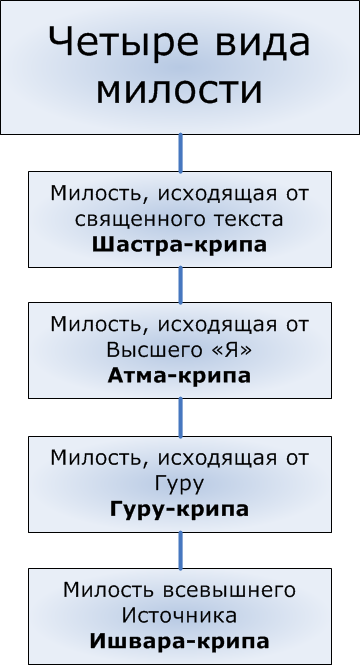 Четыре вида
милости
Милость, исходящая от
священного текста
Шастра-крипа
Милость, исходящая от
Высшего «Я»
Атма-крипа
Милость, исходящая от
Гуру
Гуру-крипа
Милость всевышнего
Источника
Ишвара-крипа